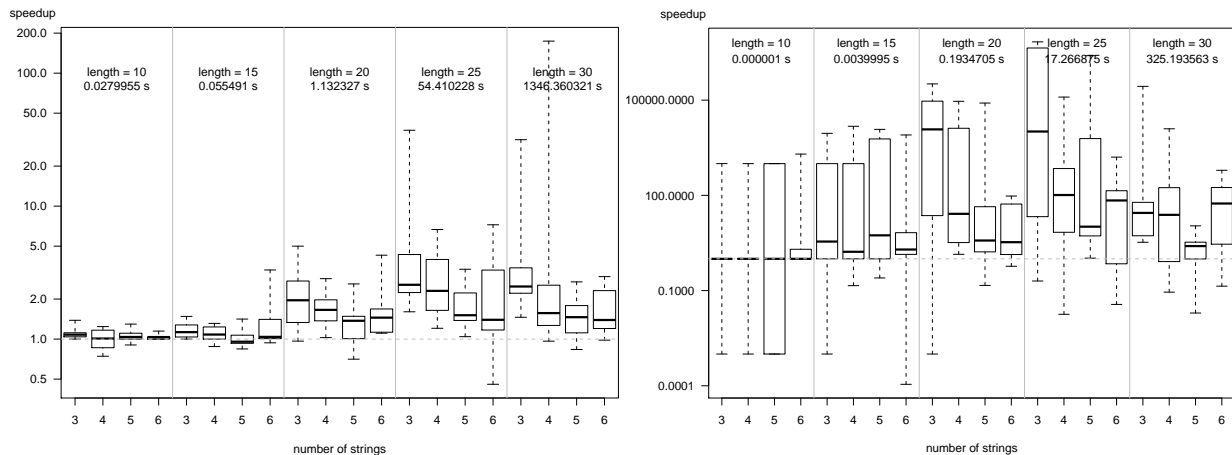 speedup
200.0
100.0
50.0
20.0
10.0
5.0
2.0
1.0
0.5
length = 10
0.0279955 s
length = 15
0.055491 s
length = 20
1.132327 s
length = 25
54.410228 s
length = 30
1346.360321 s
3 4 5 6 3 4 5 6 3 4 5 6 3 4 5 6 3 4 5 6
number of strings
speedup
100000.0000
100.0000
0.1000
0.0001
length = 10
0.000001 s
length = 15
0.0039995 s
length = 20
0.1934705 s
length = 25
17.266875 s
length = 30
325.193563 s
3 4 5 6 3 4 5 6 3 4 5 6 3 4 5 6 3 4 5 6
number of strings